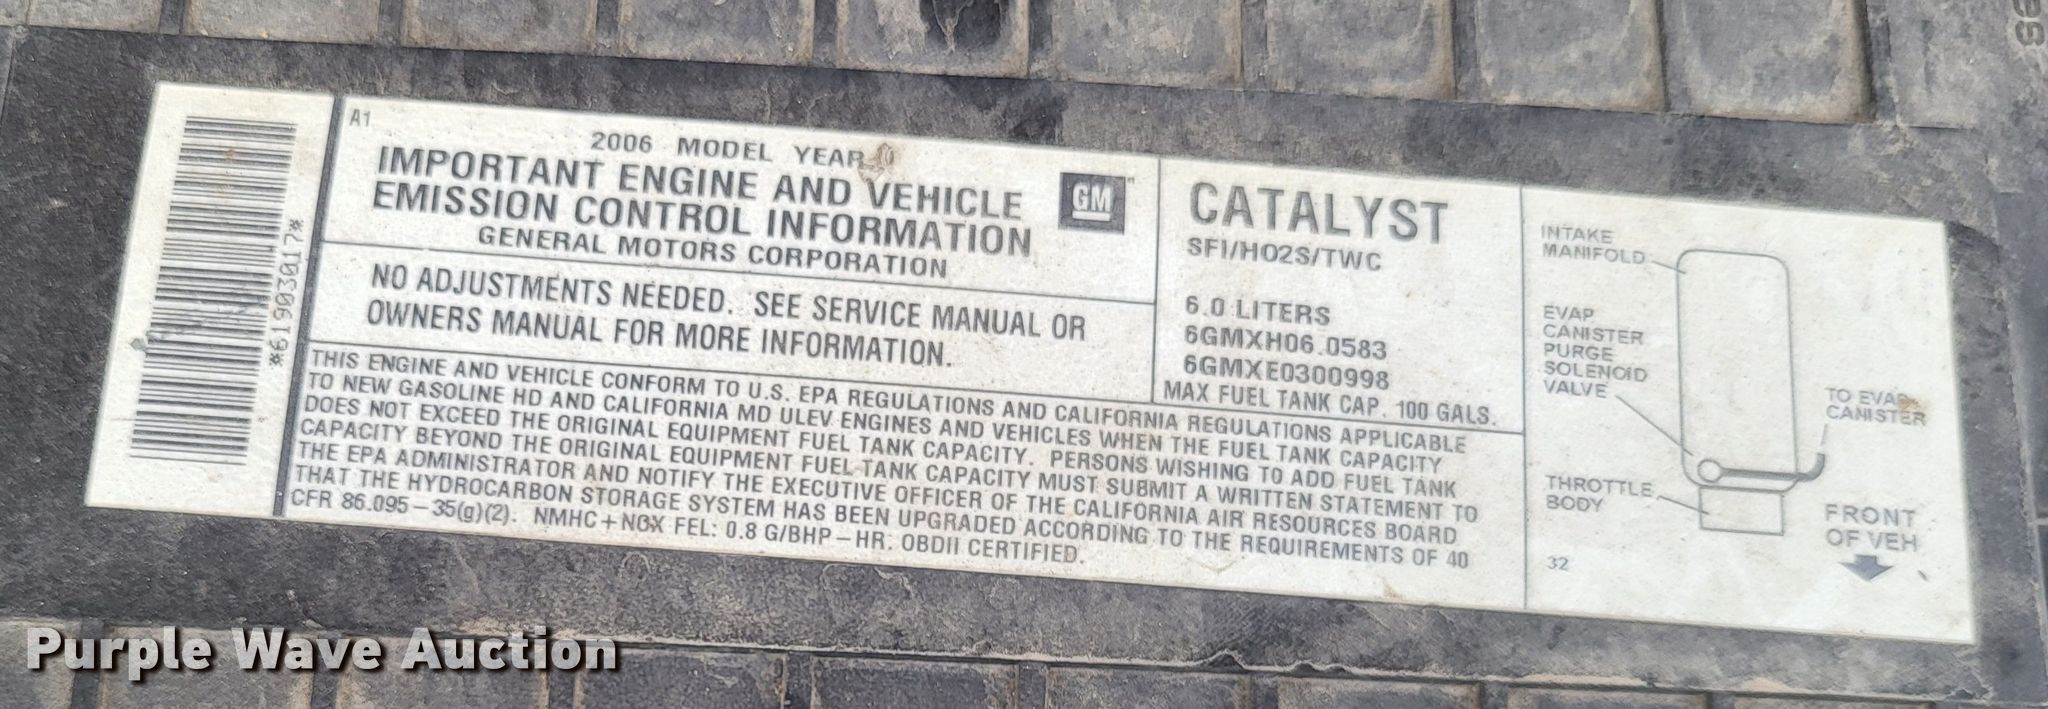 A1
2006 MODEL YEAR
IMPORTANT ENGINE AND VEHICLE
EMISSION CONTROL INFORMATION
GENERAL MOTORS CORPORATION
GM
NO ADJUSTMENTS NEEDED. SEE SERVICE MANUAL OR
OWNERS MANUAL FOR MORE INFORMATION.
*61903017*
CATALYST
SFI/HO2S/TWC
6.0 LITERS
6GMXH06.0583
6GMXE0300998
MAX FUEL TANK CAP. 100 GALS.
THIS ENGINE AND VEHICLE CONFORM TO U.S. EPA REGULATIONS AND CALIFORNIA REGULATIONS APPLICABLE
TO NEW GASOLINE HD AND CALIFORNIA MD ULEV ENGINES AND VEHICLES WHEN THE FUEL TANK CAPACITY
DOES NOT EXCEED THE ORIGINAL EQUIPMENT FUEL TANK CAPACITY. PERSONS WISHING TO ADD FUEL TANK
CAPACITY BEYOND THE ORIGINAL EQUIPMENT FUEL TANK CAPACITY MUST SUBMIT A WRITTEN STATEMENT TO
THE EPA ADMINISTRATOR AND NOTIFY THE EXECUTIVE OFFICER OF THE CALIFORNIA AIR RESOURCES BOARD
THAT THE HYDROCARBON STORAGE SYSTEM HAS BEEN UPGRADED ACCORDING TO THE REQUIREMENTS OF 40
CFR 86.095-35(g)(2). NMHC+NOX FEL: 0.8 G/BHP-HR. OBDII CERTIFIED.
INTAKE
MANIFOLD
EVAP
CANISTER
PURGE
SOLENOID
VALVE
TO EVAP
CANISTER
THROTTLE
BODY
FRONT
OF VEH
32
Purple Wave Auction